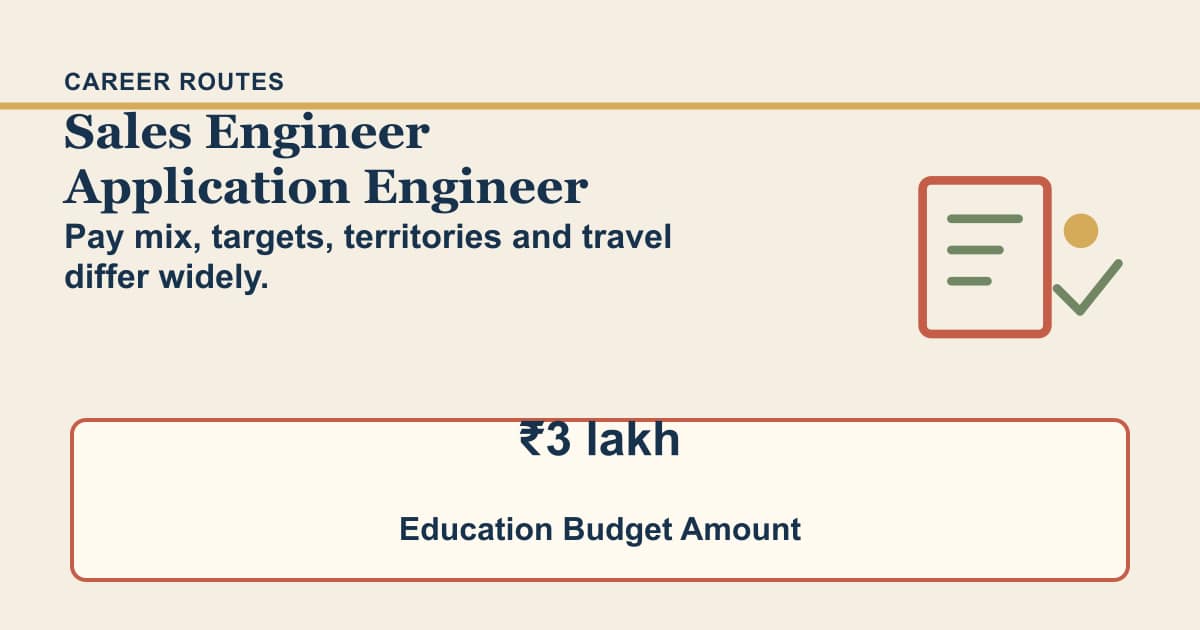 CAREER ROUTES
Sales Engineer
Application Engineer
Pay mix, targets, territories and travel
differ widely.
₹3 lakh
Education Budget Amount